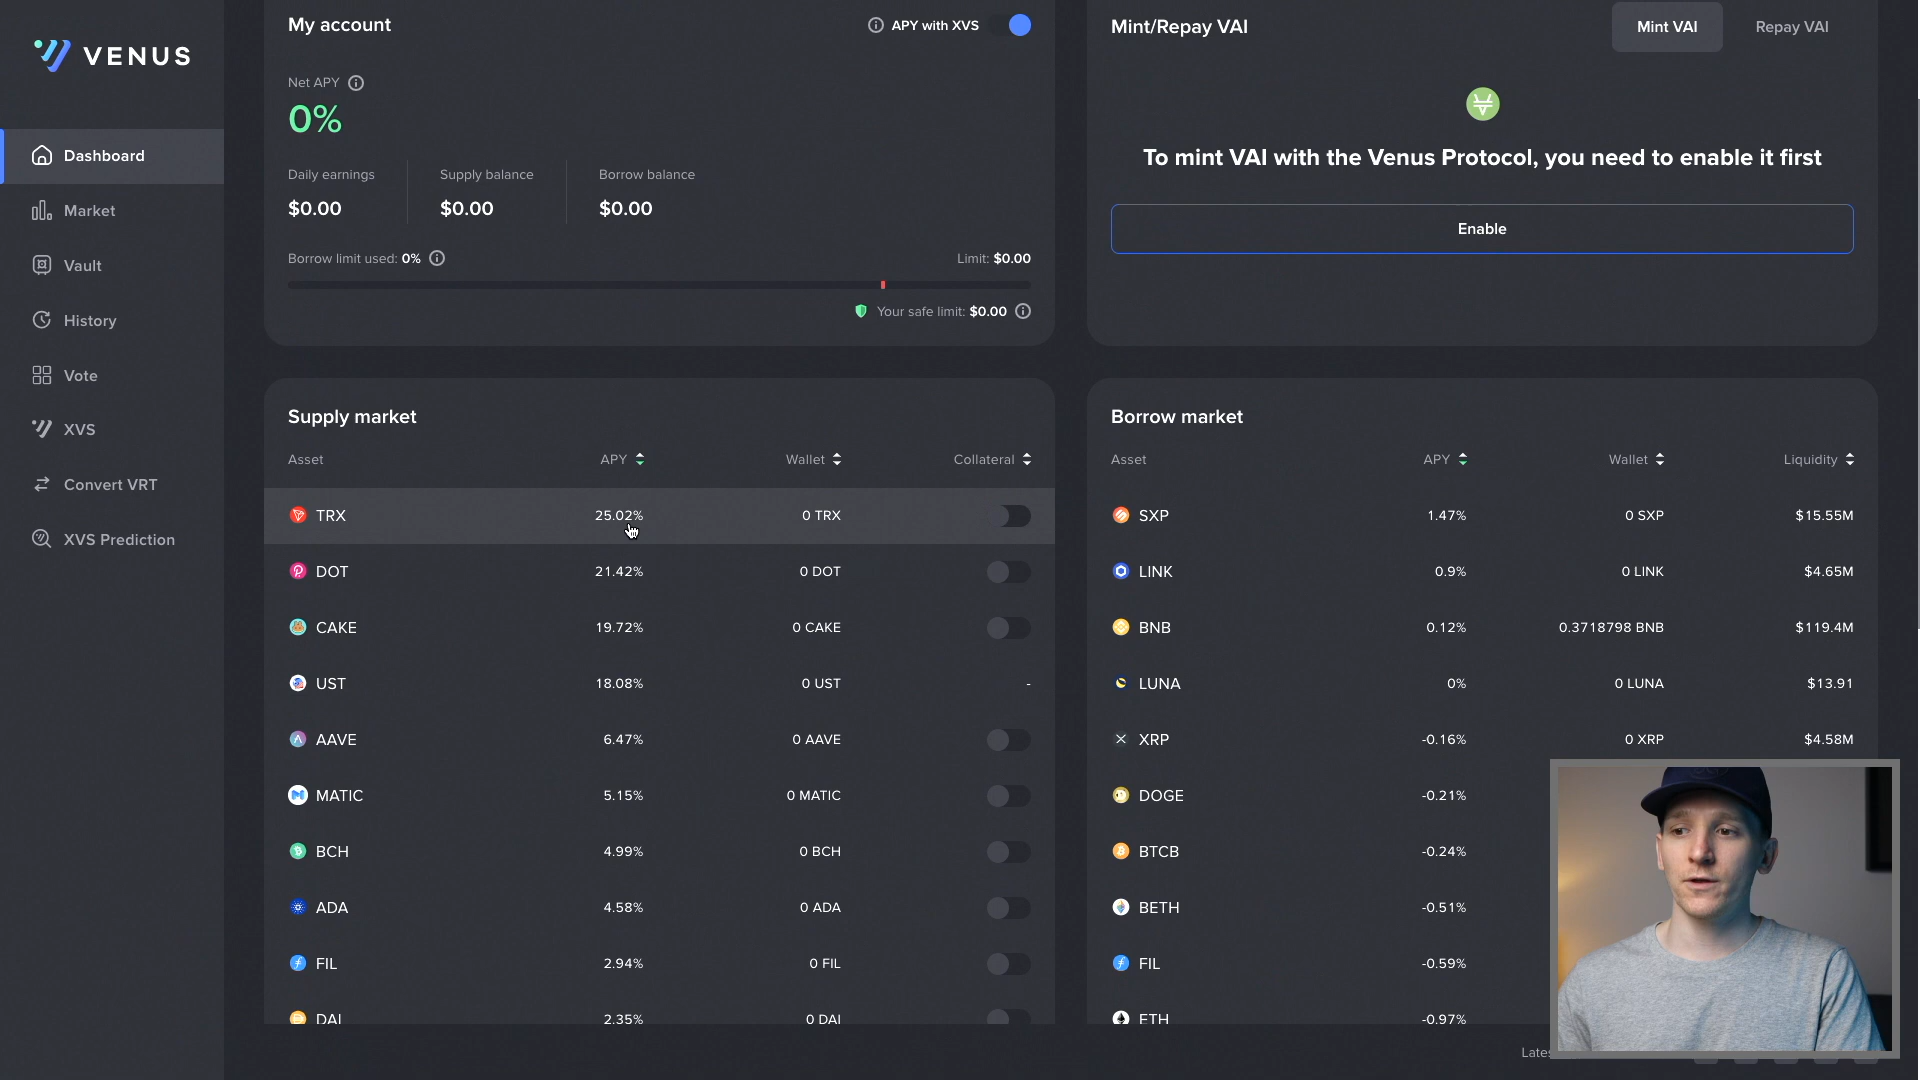 VENUS
Dashboard
Market
Vault
History
Vote
XVS
Convert VRT
XVS Prediction
My account
APY with XVS
Net APY
0%
Daily earnings Supply balance Borrow balance
$0.00 $0.00 $0.00
Borrow limit used: 0% Limit: $0.00
Your safe limit: $0.00
Mint/Repay VAI Mint VAI Repay VAI
To mint VAI with the Venus Protocol, you need to enable it first
Enable
Supply market
Asset APY Wallet Collateral
TRX 25.02% 0 TRX
DOT 21.42% 0 DOT
CAKE 19.72% 0 CAKE
UST 18.08% 0 UST -
AAVE 6.47% 0 AAVE
MATIC 5.15% 0 MATIC
BCH 4.99% 0 BCH
ADA 4.58% 0 ADA
FIL 2.94% 0 FIL
DAI 2.35% 0 DAI
Borrow market
Asset APY Wallet Liquidity
SXP 1.47% 0 SXP $15.55M
LINK 0.9% 0 LINK $4.65M
BNB 0.12% 0.3718798 BNB $119.4M
LUNA 0% 0 LUNA $13.91
XRP -0.16% 0 XRP $4.58M
DOGE -0.21%
BTCB -0.24%
BETH -0.51%
FIL -0.59%
ETH -0.97%